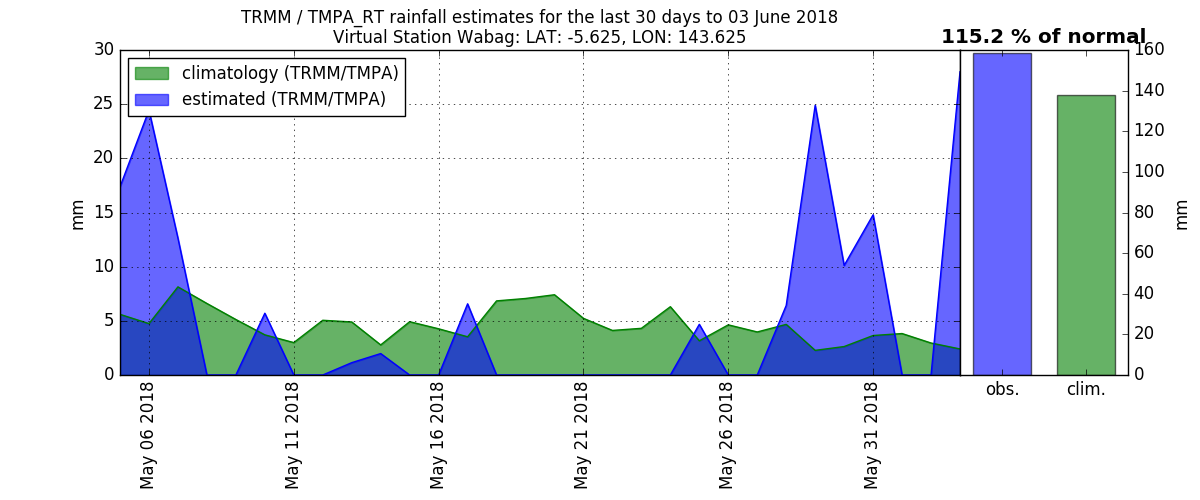 TRMM / TMPA_RT rainfall estimates for the last 30 days to 03 June 2018
Virtual Station Wabag: LAT: -5.625, LON: 143.625
115.2 % of normal
climatology (TRMM/TMPA)
estimated (TRMM/TMPA)
30
25
20
15
10
5
0
mm
May 06 2018
May 11 2018
May 16 2018
May 21 2018
May 26 2018
May 31 2018
obs.
clim.
160
140
120
100
80
60
40
20
0
mm